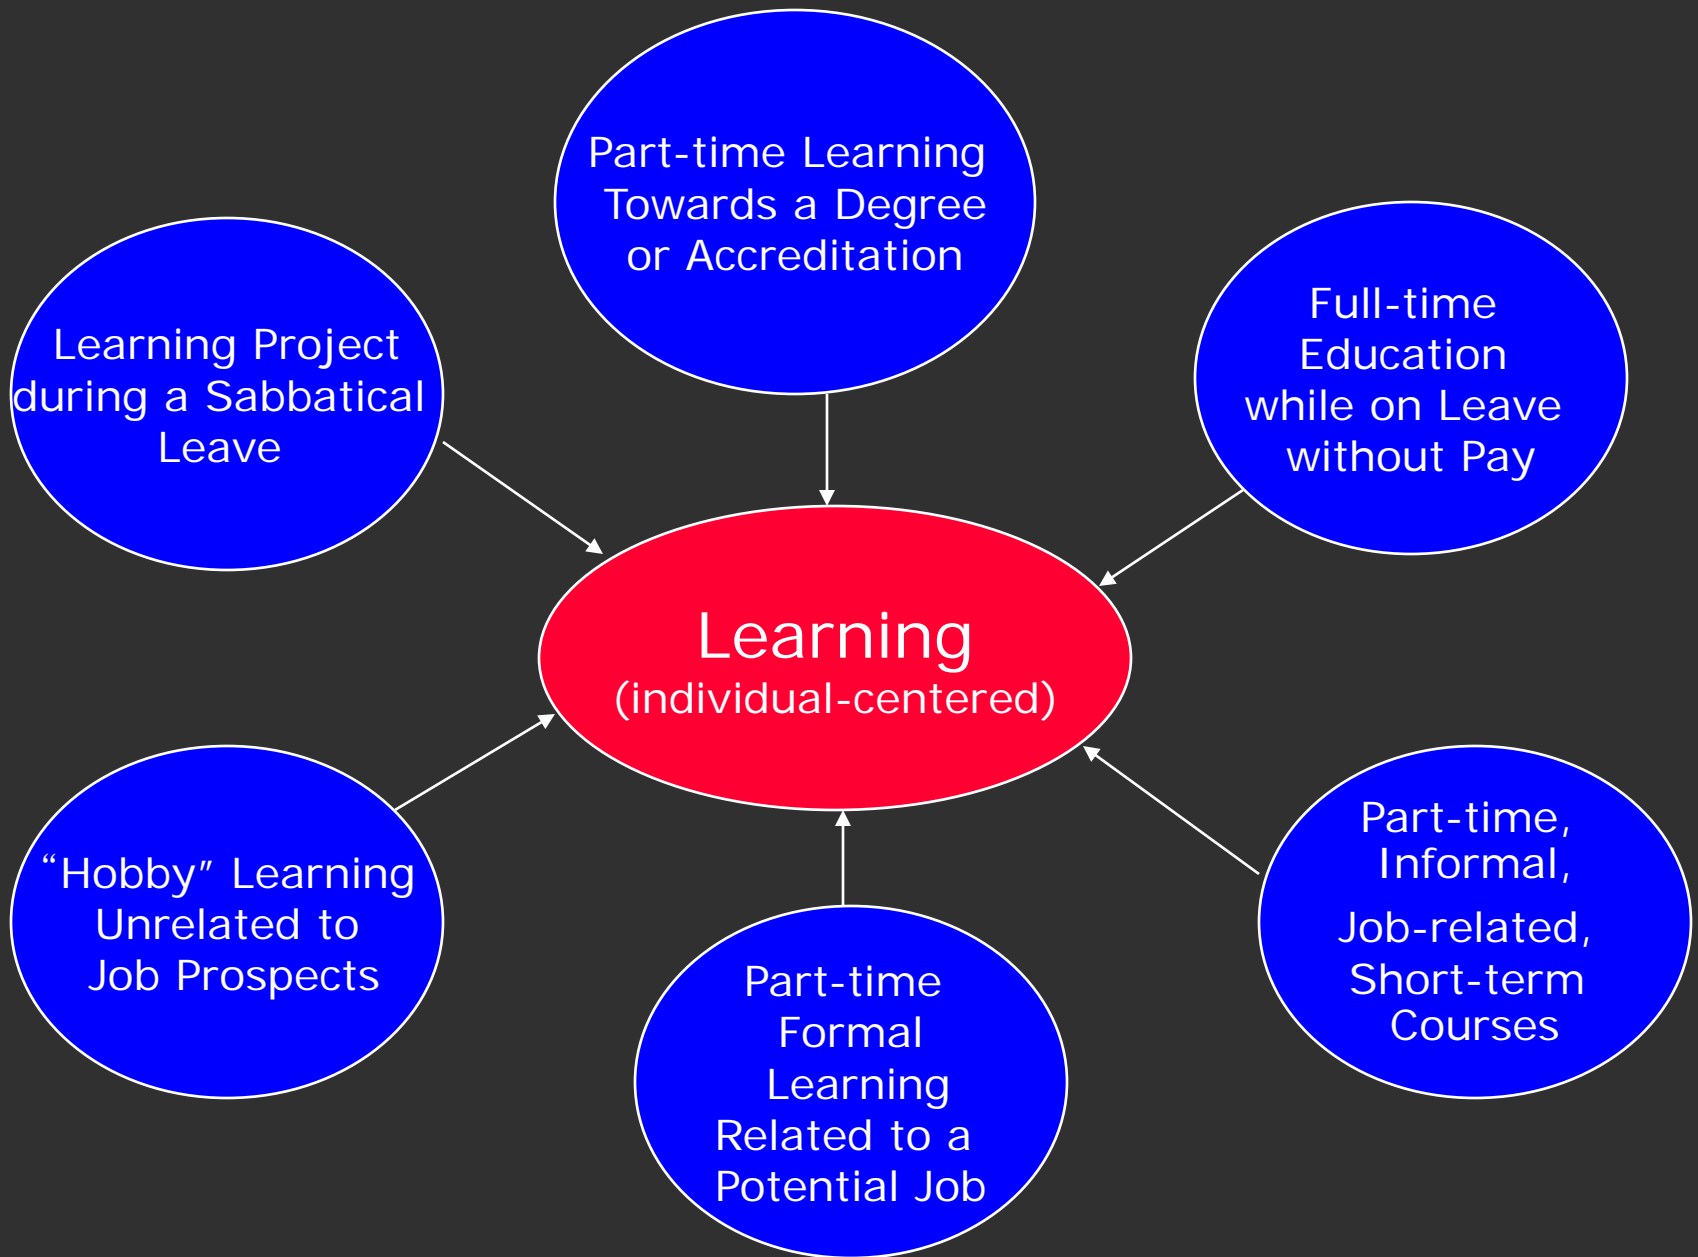 Part-time Learning
Towards a Degree
or Accreditation
Learning Project
during a Sabbatical
Leave
Full-time
Education
while on Leave
without Pay
Learning
(individual-centered)
“Hobby” Learning
Unrelated to
Job Prospects
Part-time
Formal
Learning
Related to a
Potential Job
Part-time,
Informal,
Job-related,
Short-term
Courses